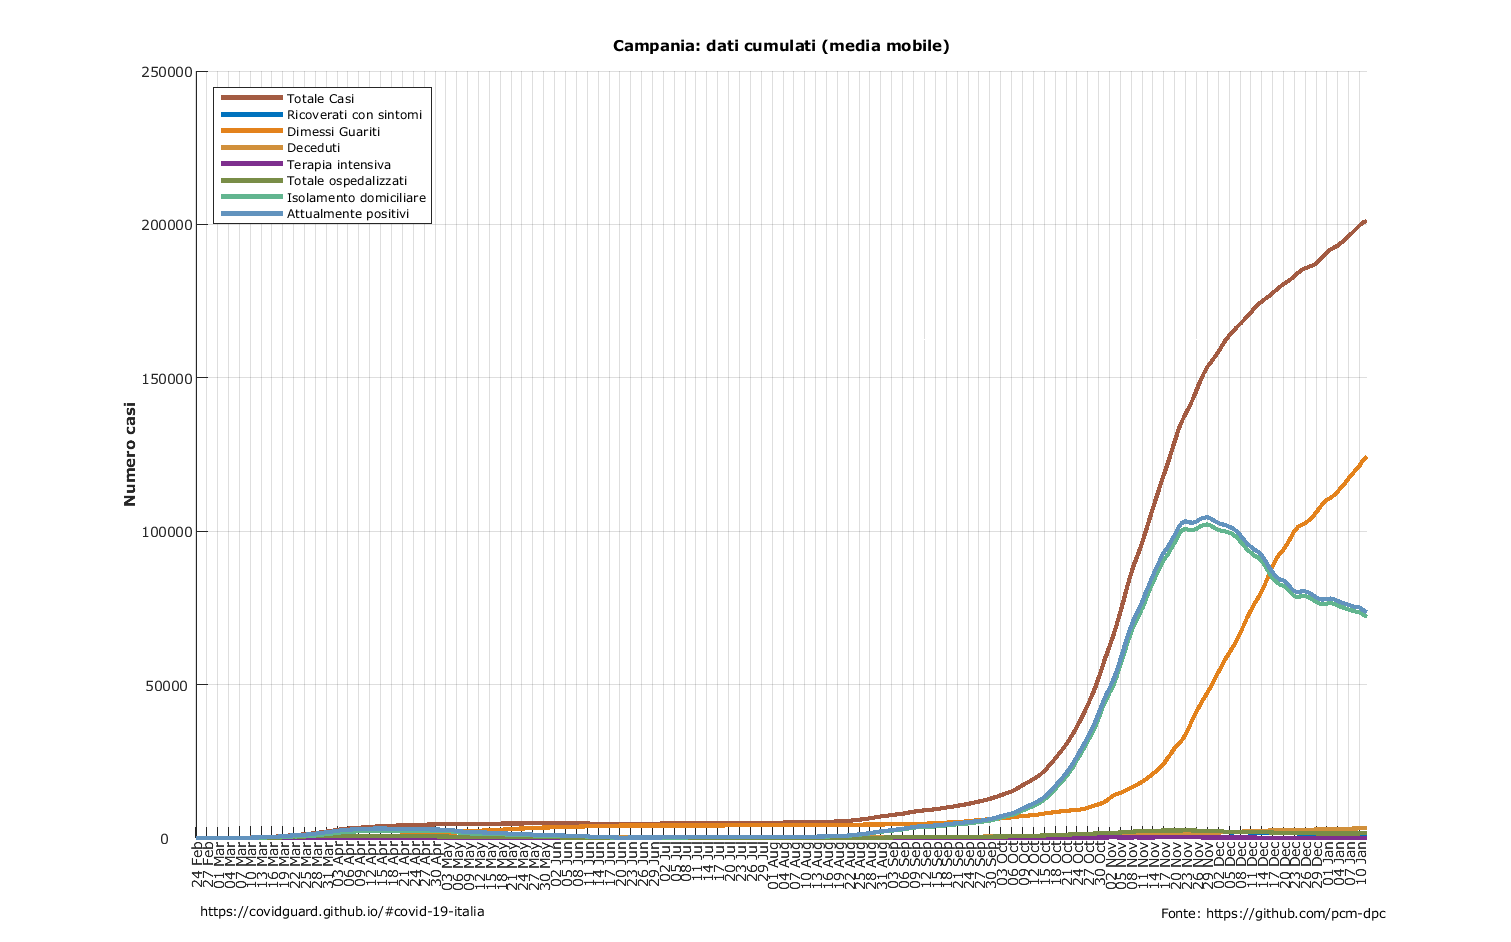 Campania: dati cumulati (media mobile)
250000
200000
150000
100000
50000
0
Numero casi
Totale Casi
Ricoverati con sintomi
Dimessi Guariti
Deceduti
Terapia intensiva
Totale ospedalizzati
Isolamento domiciliare
Attualmente positivi
24 Feb
27 Feb
01 Mar
04 Mar
07 Mar
10 Mar
13 Mar
16 Mar
19 Mar
22 Mar
25 Mar
28 Mar
31 Mar
03 Apr
06 Apr
09 Apr
12 Apr
15 Apr
18 Apr
21 Apr
24 Apr
27 Apr
30 Apr
03 May
06 May
09 May
12 May
15 May
18 May
21 May
24 May
27 May
30 May
02 Jun
05 Jun
08 Jun
11 Jun
14 Jun
17 Jun
20 Jun
23 Jun
26 Jun
29 Jun
02 Jul
05 Jul
08 Jul
11 Jul
14 Jul
17 Jul
20 Jul
23 Jul
26 Jul
29 Jul
01 Aug
04 Aug
07 Aug
10 Aug
13 Aug
16 Aug
19 Aug
22 Aug
25 Aug
28 Aug
31 Aug
03 Sep
06 Sep
09 Sep
12 Sep
15 Sep
18 Sep
21 Sep
24 Sep
27 Sep
30 Sep
03 Oct
06 Oct
09 Oct
12 Oct
15 Oct
18 Oct
21 Oct
24 Oct
27 Oct
30 Oct
02 Nov
05 Nov
08 Nov
11 Nov
14 Nov
17 Nov
20 Nov
23 Nov
26 Nov
29 Nov
02 Dec
05 Dec
08 Dec
11 Dec
14 Dec
17 Dec
20 Dec
23 Dec
26 Dec
29 Dec
01 Jan
04 Jan
07 Jan
10 Jan
https://covidguard.github.io/#covid-19-italia
Fonte: https://github.com/pcm-dpc